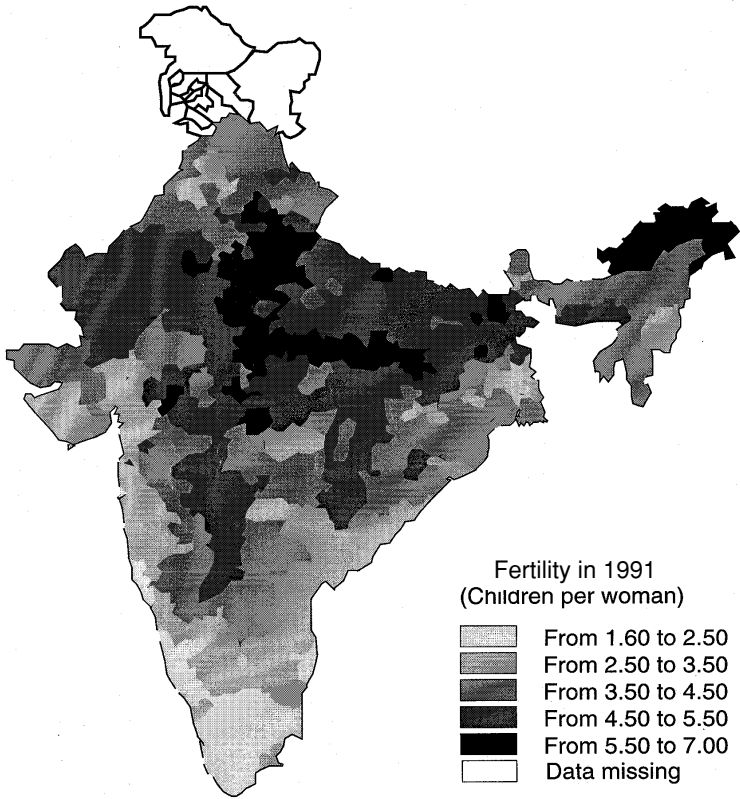 Fertility in 1991
(Children per woman)
From 1.60 to 2.50
From 2.50 to 3.50
From 3.50 to 4.50
From 4.50 to 5.50
From 5.50 to 7.00
Data missing